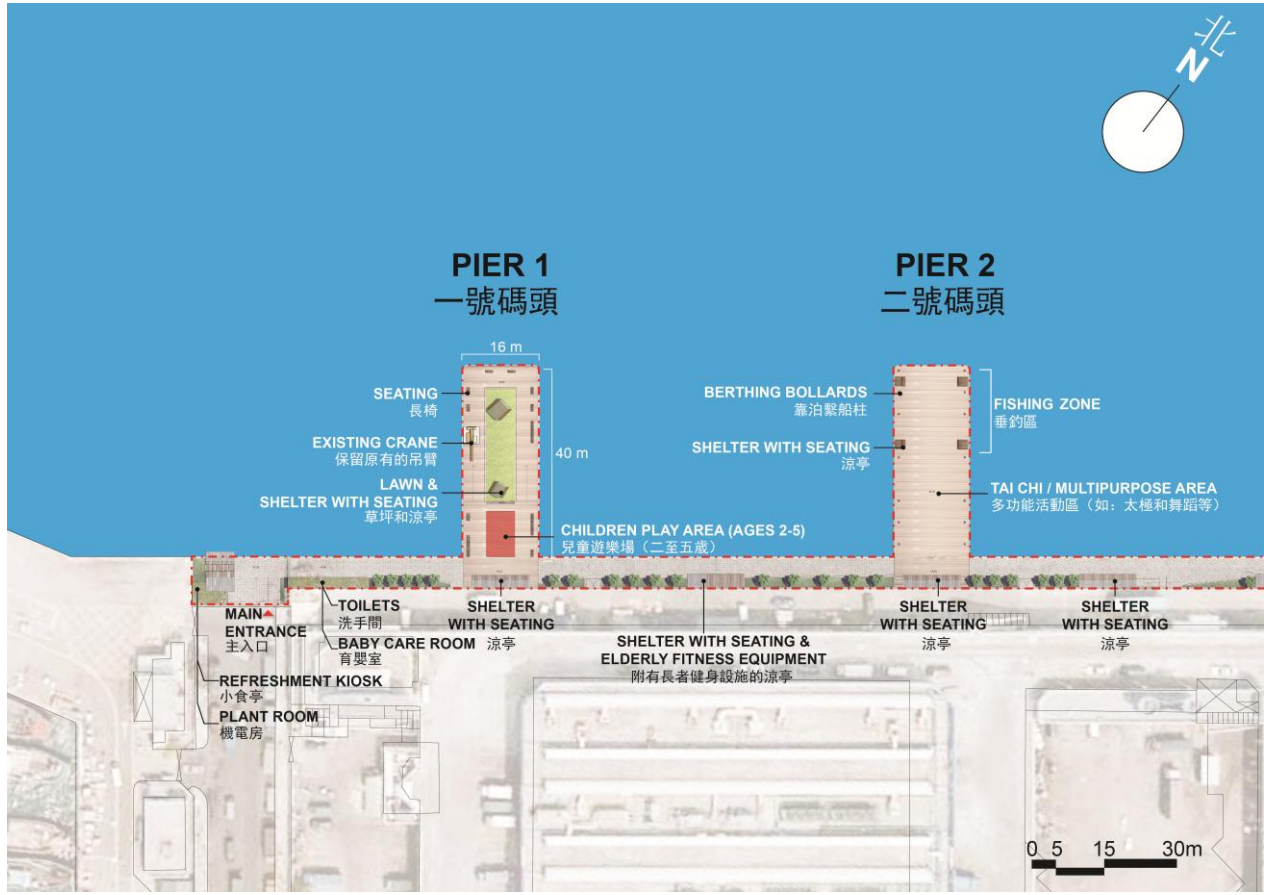 北
N
PIER 1
一號碼頭
PIER 2
二號碼頭
16 m
40 m
SEATING
長椅
EXISTING CRANE
保留原有的吊臂
LAWN &
SHELTER WITH SEATING
草坪和涼亭
CHILDREN PLAY AREA (AGES 2-5)
兒童遊樂場（二至五歲）
BERTHING BOLLARDS
靠泊繫船柱
SHELTER WITH SEATING
涼亭
FISHING ZONE
垂釣區
TAI CHI / MULTIPURPOSE AREA
多功能活動區（如：太極和舞蹈等）
MAIN
ENTRANCE
主入口
TOILETS
洗手間
BABY CARE ROOM
育嬰室
REFRESHMENT KIOSK
小食亭
PLANT ROOM
機電房
SHELTER
WITH SEATING
涼亭
SHELTER WITH SEATING &
ELDERLY FITNESS EQUIPMENT
附有長者健身設施的涼亭
SHELTER
WITH SEATING
涼亭
SHELTER
WITH SEATING
涼亭
0 5 15 30m